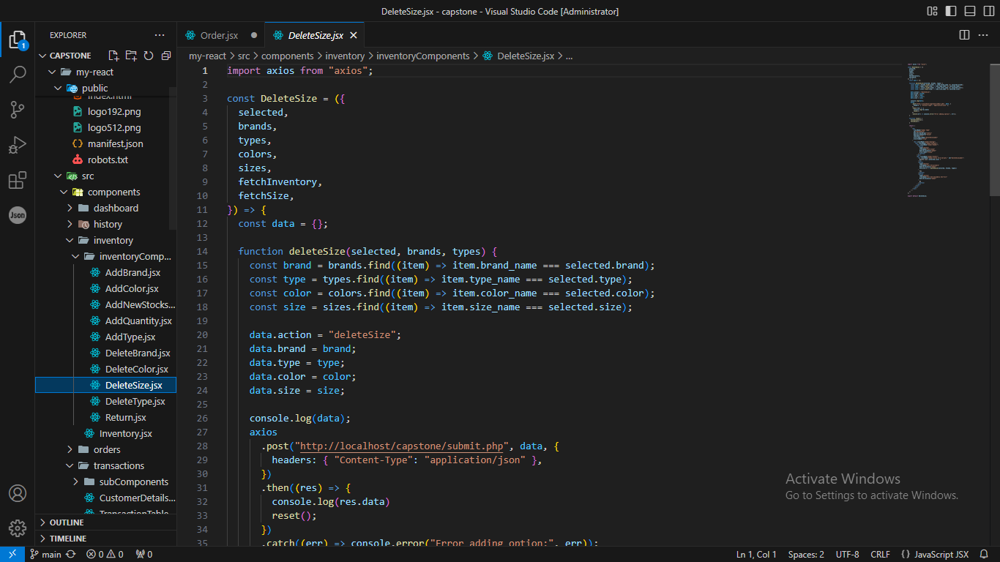 DeleteSize.jsx - capstone - Visual Studio Code [Administrator]
EXPLORER
Order.jsx
DeleteSize.jsx
1
CAPSTONE
my-react
public
index.html
logo192.png
logo512.png
manifest.json
robots.txt
src
components
dashboard
history
inventory
inventoryComp...
AddBrand.jsx
AddColor.jsx
AddNewStocks...
AddQuantity.jsx
AddType.jsx
DeleteBrand.jsx
DeleteColor.jsx
DeleteSize.jsx
DeleteType.jsx
Return.jsx
Inventory.jsx
orders
transactions
subComponents
CustomerDetails...
TransactionTable
OUTLINE
TIMELINE
Json
my-react > src > components > inventory > inventoryComponents > DeleteSize.jsx > ...
1 import axios from "axios";
2
3 const DeleteSize = ({
4 selected,
5 brands,
6 types,
7 colors,
8 sizes,
9 fetchInventory,
10 fetchSize,
11 }) => {
12 const data = {};
13
14 function deleteSize(selected, brands, types) {
15 const brand = brands.find((item) => item.brand_name === selected.brand);
16 const type = types.find((item) => item.type_name === selected.type);
17 const color = colors.find((item) => item.color_name === selected.color);
18 const size = sizes.find((item) => item.size_name === selected.size);
19
20 data.action = "deleteSize";
21 data.brand = brand;
22 data.type = type;
23 data.color = color;
24 data.size = size;
25
26 console.log(data);
27 axios
28 .post("http://localhost/capstone/submit.php", data, {
29 headers: { "Content-Type": "application/json" },
30 })
31 .then((res) => {
32 console.log(res.data)
33 reset();
34 })
35 .catch((err) => console.error("Error adding option:", err));
Activate Windows
Go to Settings to activate Windows.
main
0 0
0
Ln 1, Col 1
Spaces: 2
UTF-8
CRLF
{} JavaScript JSX